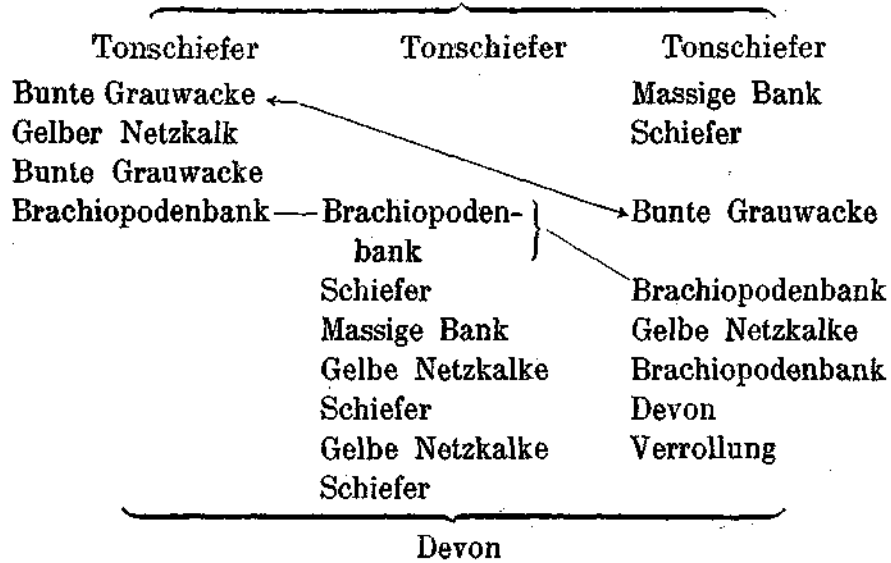 Tonschiefer Tonschiefer Tonschiefer
Bunte Grauwacke Massige Bank
Gelber Netzkalk Schiefer
Bunte Grauwacke
Brachiopodenbank — Brachiopoden- Bunte Grauwacke
bank
Schiefer Brachiopodenbank
Massige Bank Gelbe Netzkalke
Gelbe Netzkalke Brachiopodenbank
Schiefer Devon
Gelbe Netzkalke Verrollung
Schiefer
Devon